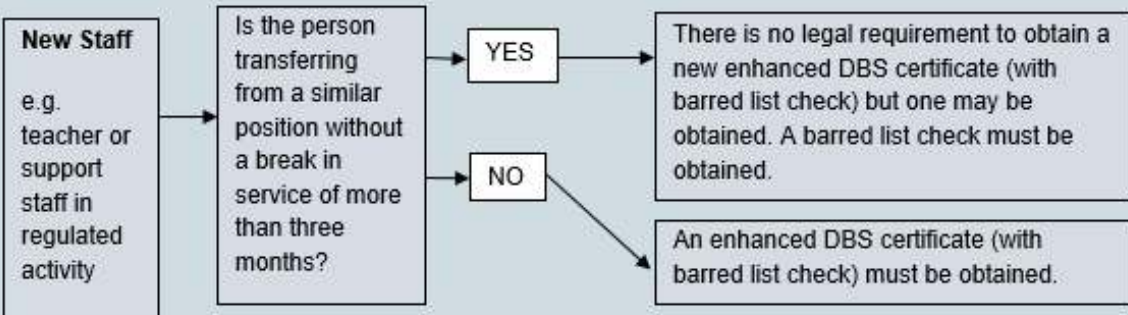 New Staff
e.g.
teacher or
support
staff in
regulated
activity
Is the person
transferring
from a similar
position without
a break in
service of more
than three
months?
YES
There is no legal requirement to obtain a
new enhanced DBS certificate (with
barred list check) but one may be
obtained. A barred list check must be
obtained.
NO
An enhanced DBS certificate (with
barred list check) must be obtained.